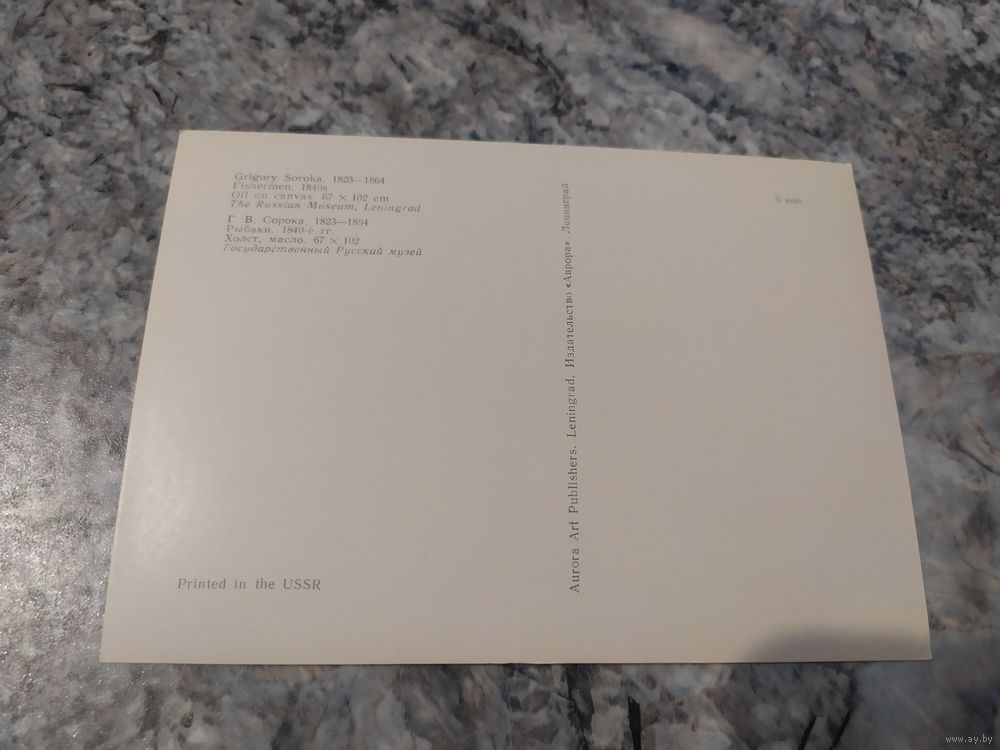 Grigory Soroka. 1823—1864
Fishermen. 1840s
Oil on canvas. 67 × 102 cm
The Russian Museum, Leningrad
Г. В. Сорока. 1823—1864
Рыбаки. 1840-е гг.
Холст, масло. 67 × 102
Государственный Русский музей
Printed in the USSR
Aurora Art Publishers. Leningrad. Издательство «Аврора». Ленинград
5 коп.
www.ay.by